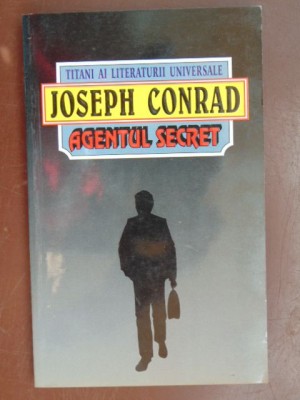 TITANI AI LITERATURII UNIVERSALE
JOSEPH CONRAD
AGENTUL SECRET